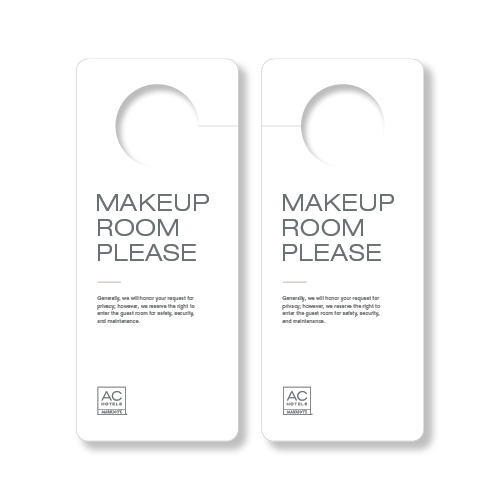 MAKEUP
ROOM
PLEASE
Generally, we will honor your request for
privacy; however, we reserve the right to
enter the guest room for safety, security,
and maintenance.
AC
HOTELS
MARRIOTT
MAKEUP
ROOM
PLEASE
Generally, we will honor your request for
privacy; however, we reserve the right to
enter the guest room for safety, security,
and maintenance.
AC
HOTELS
MARRIOTT